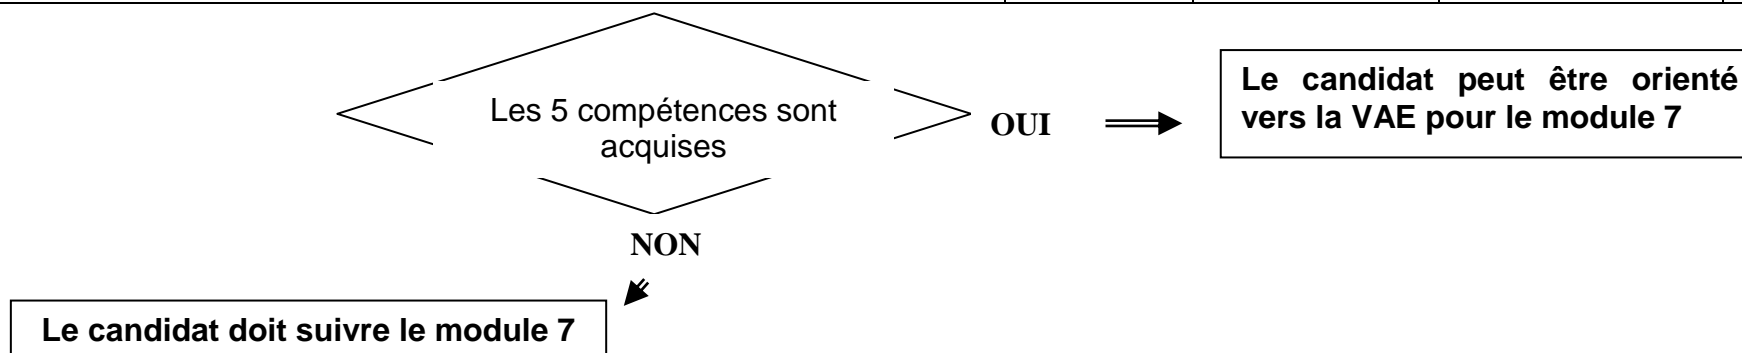 Les 5 compétences sont
acquises
OUI
Le candidat peut être orienté
vers la VAE pour le module 7
NON
Le candidat doit suivre le module 7